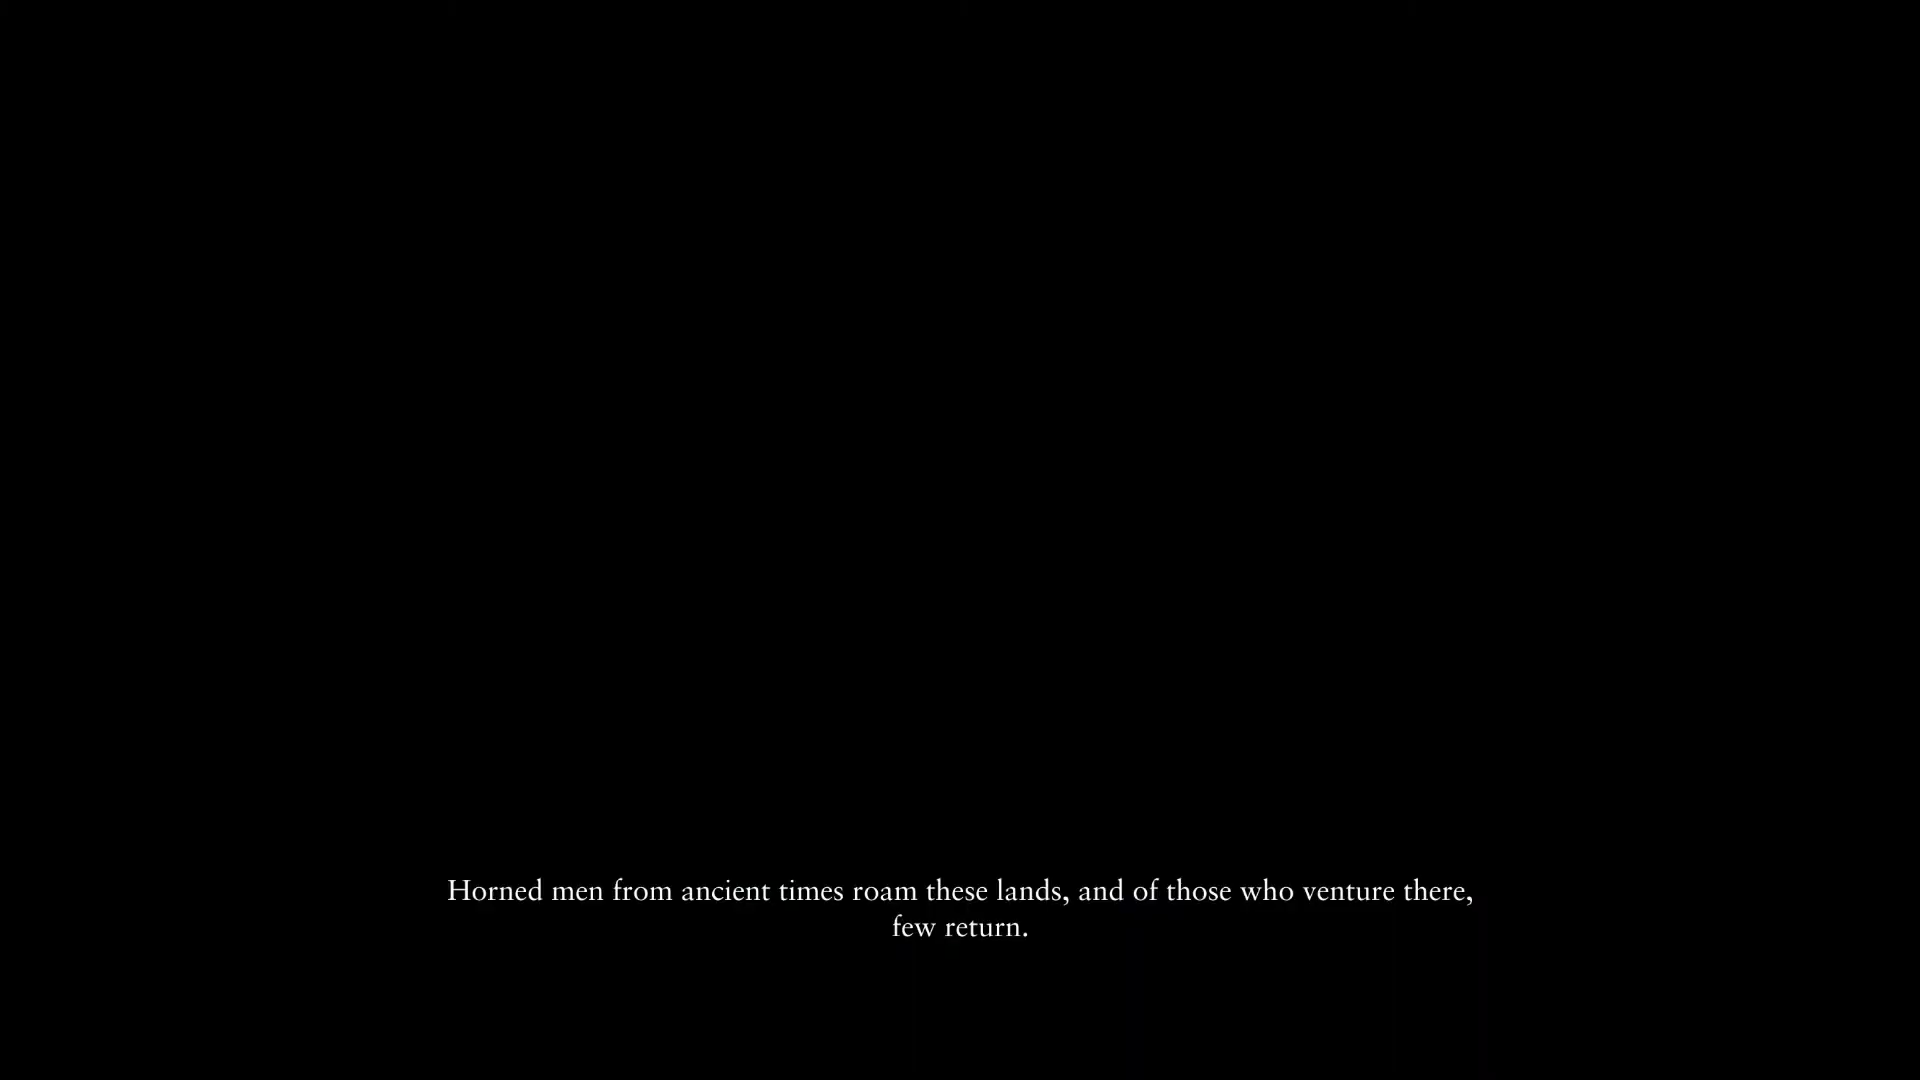 Horned men from ancient times roam these lands, and of those who venture there,
few return.